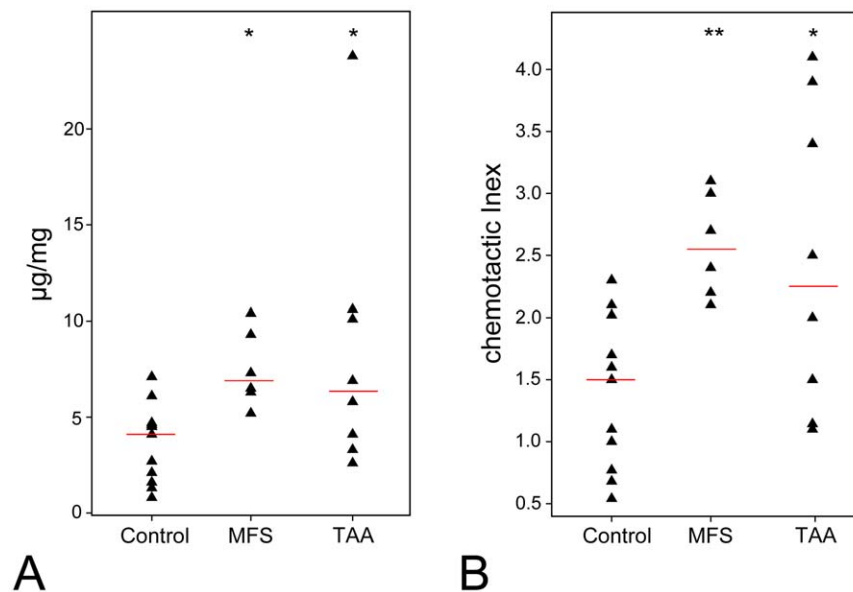 * *
20
15
10
5
0
µg/mg
Control MFS TAA
A
** *
4.0
3.5
3.0
2.5
2.0
1.5
1.0
0.5
chemotactic Inex
Control MFS TAA
B